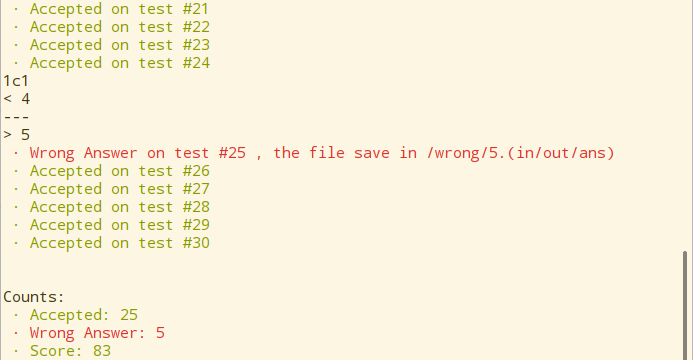 · Accepted on test #21
· Accepted on test #22
· Accepted on test #23
· Accepted on test #24
1c1
< 4
---
> 5
· Wrong Answer on test #25 , the file save in /wrong/5.(in/out/ans)
· Accepted on test #26
· Accepted on test #27
· Accepted on test #28
· Accepted on test #29
· Accepted on test #30
Counts:
· Accepted: 25
· Wrong Answer: 5
· Score: 83